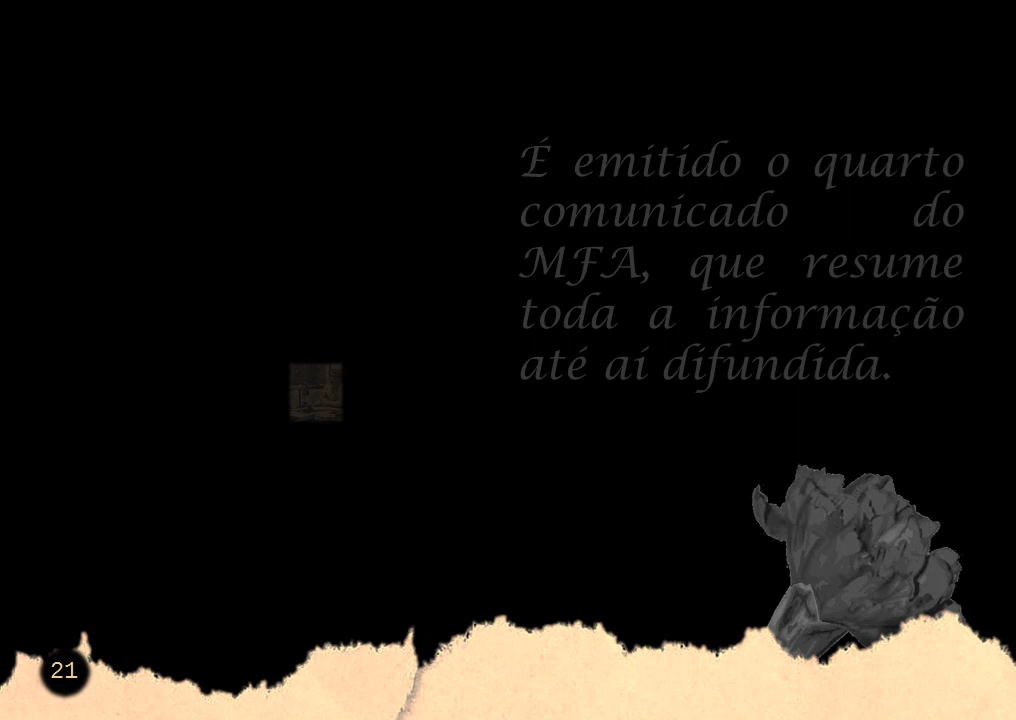 É emitido o quarto
comunicado do
MFA, que resume
toda a informação
até aí difundida.
21